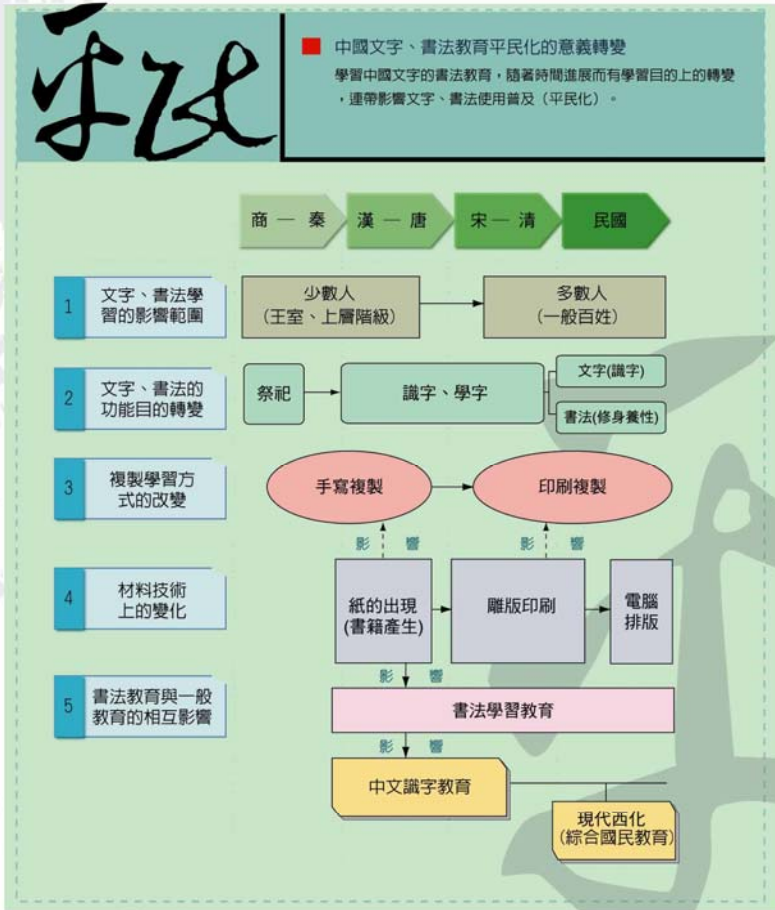 平民
中國文字、書法教育平民化的意義轉變
學習中國文字的書法教育，隨著時間進展而有學習目的上的轉變
，連帶影響文字、書法使用普及（平民化）。
商 — 秦
漢 — 唐
宋 — 清
民國
1
文字、書法學
習的影響範圍
少數人
（王室、上層階級）
多數人
（一般百姓）
2
文字、書法的
功能目的轉變
祭祀
識字、學字
文字(識字)
書法(修身養性)
3
複製學習方
式的改變
手寫複製
印刷複製
影 響
影 響
4
材料技術
上的變化
紙的出現
(書籍產生)
雕版印刷
電腦
排版
影 響
5
書法教育與一般
教育的相互影響
書法學習教育
影 響
中文識字教育
現代西化
（綜合國民教育）